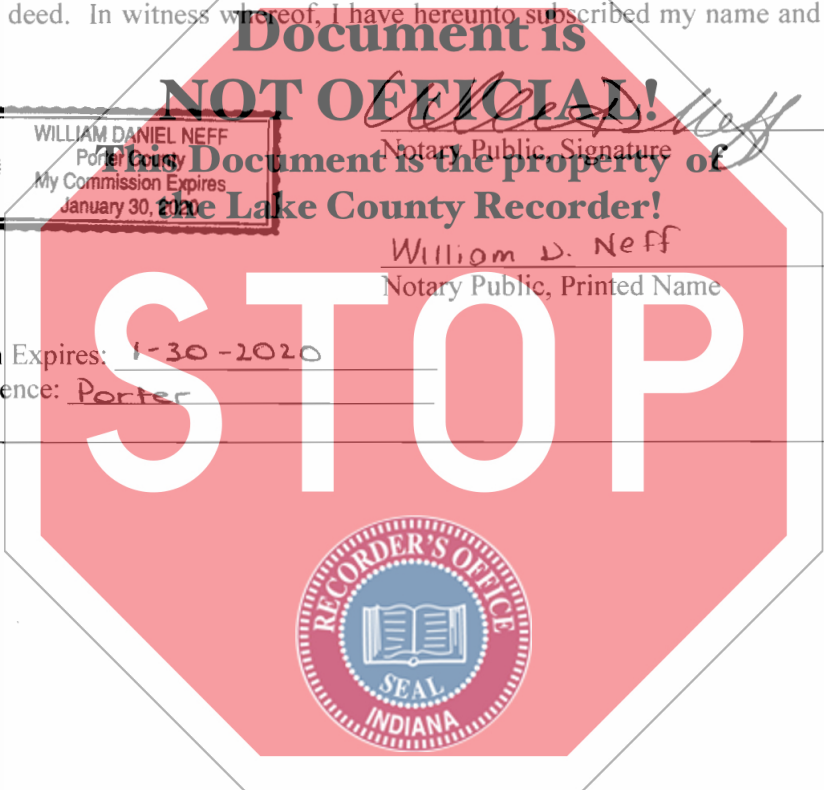 deed. In witness whereof, I have hereunto subscribed my name and
Document is
NOT OFFICIAL!
This Document is the property of
the Lake County Recorder!
WILLIAM DANIEL NEFF
Porter County
My Commission Expires
January 30, 2020
William D Neff
Notary Public, Signature
William D. Neff
Notary Public, Printed Name
Expires: 1-30-2020
ence: Porter
STOP
RECORDER'S OFFICE
SEAL
INDIANA